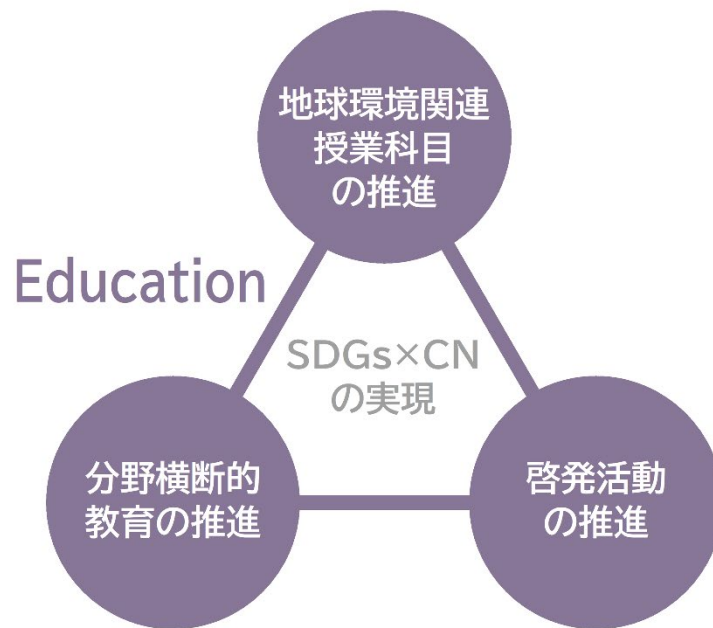 地球環境関連
授業科目
の推進
Education
SDGs×CN
の実現
分野横断的
教育の推進
啓発活動
の推進